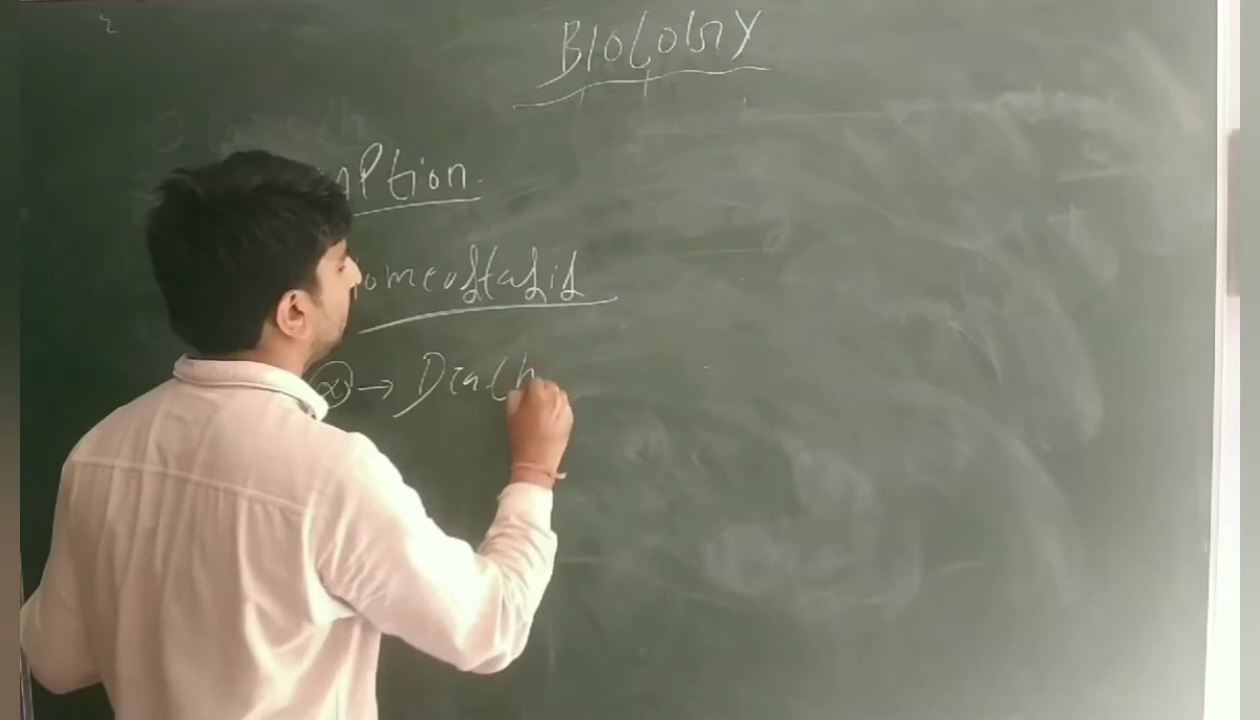 BIOLOGY
ption.
omeostasis
→ Death